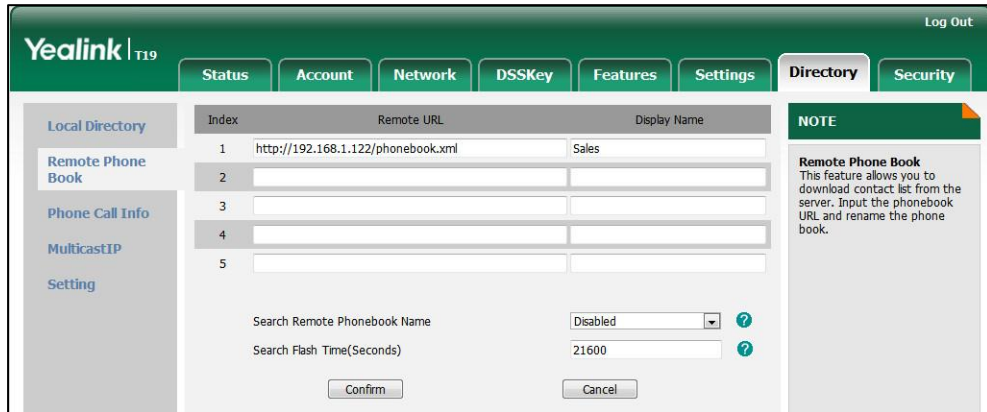 Log Out
Yealink | T19
Status Account Network DSSKey Features Settings Directory Security
Local Directory
Remote Phone
Book
Phone Call Info
MulticastIP
Setting
Index Remote URL Display Name
1 http://192.168.1.122/phonebook.xml Sales
2
3
4
5
Search Remote Phonebook Name Disabled ?
Search Flash Time(Seconds) 21600 ?
Confirm Cancel
NOTE
Remote Phone Book
This feature allows you to
download contact list from the
server. Input the phonebook
URL and rename the phone
book.